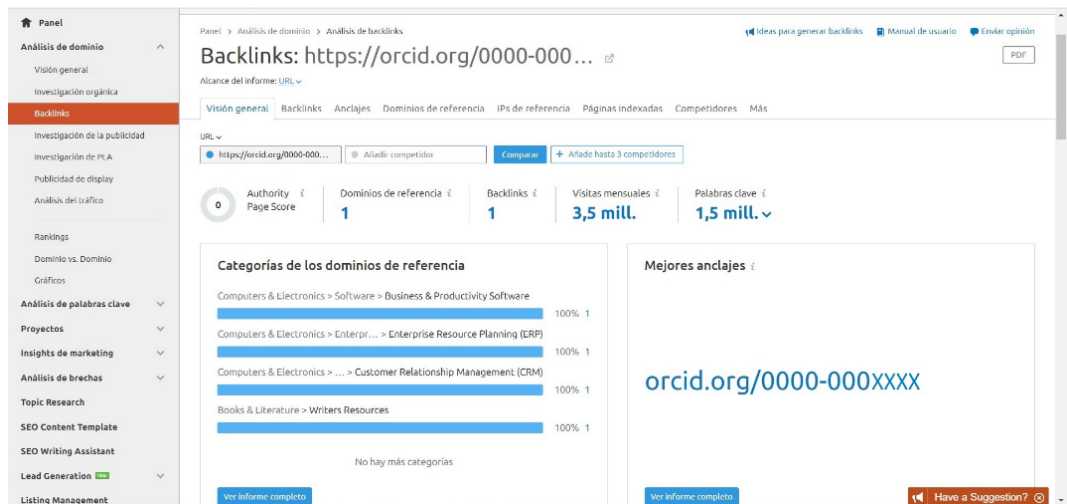 Panel
Análisis de dominio
Visión general
Investigación orgánica
Backlinks
Investigación de la publicidad
Investigación de PLA
Publicidad de display
Análisis del tráfico
Rankings
Dominio vs. Dominio
Gráficos
Análisis de palabras clave
Proyectos
Insights de marketing
Análisis de brechas
Topic Research
SEO Content Template
SEO Writing Assistant
Lead Generation
Listing Management
Panel > Análisis de dominio > Análisis de backlinks
Ideas para generar backlinks Manual de usuario Enviar opinión
Backlinks: https://orcid.org/0000-000...
PDF
Alcance del informe: URL
Visión general Backlinks Anclajes Dominios de referencia IPs de referencia Páginas indexadas Competidores Más
URL
https://orcid.org/0000-000... Añadir competidor Comparar + Añade hasta 3 competidores
0 Authority Page Score i
Dominios de referencia i
1
Backlinks i
1
Visitas mensuales i
3,5 mill.
Palabras clave i
1,5 mill.
Categorías de los dominios de referencia
Computers & Electronics > Software > Business & Productivity Software
100% 1
Computers & Electronics > Enterpr... > Enterprise Resource Planning (ERP)
100% 1
Computers & Electronics > ... > Customer Relationship Management (CRM)
100% 1
Books & Literature > Writers Resources
100% 1
No hay más categorías
Ver informe completo
Mejores anclajes i
orcid.org/0000-000XXXX
Ver informe completo
Have a Suggestion?